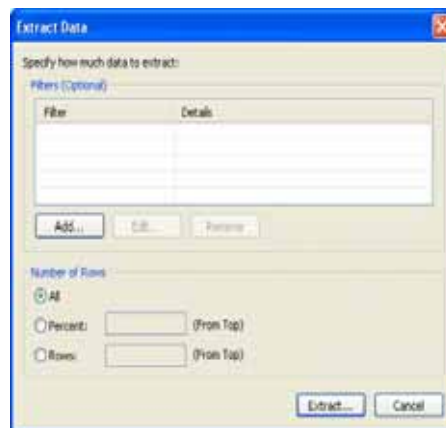 Extract Data
Specify how much data to extract:
Filters (Optional)
Filter Details
Add... Edit... Remove
Number of Rows
All
Percent: (From Top)
Rows: (From Top)
Extract... Cancel